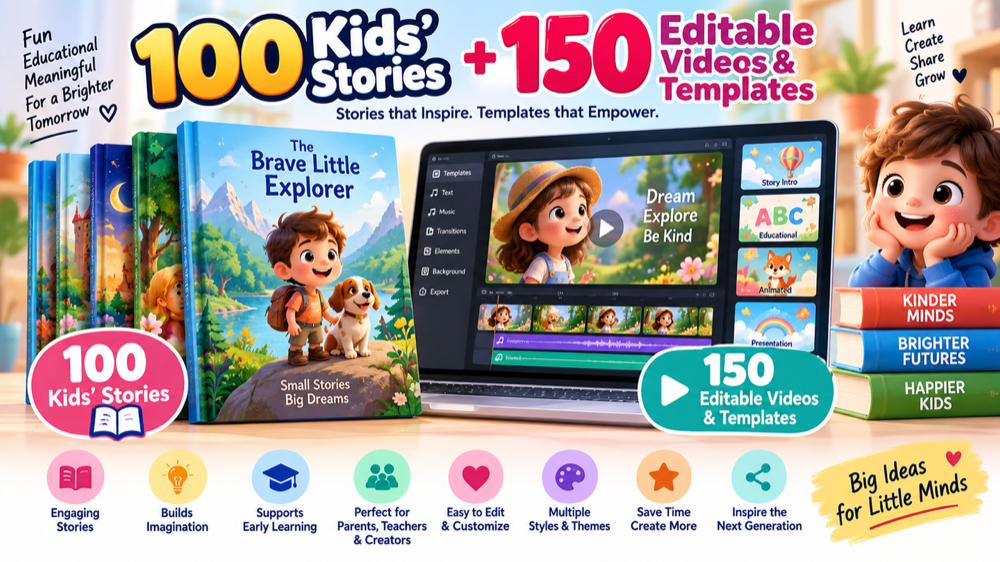 Fun
Educational
Meaningful
For a Brighter
Tomorrow
100 Kids'
Stories
+ 150 Editable
Videos &
Templates
Stories that Inspire. Templates that Empower.
Learn
Create
Share
Grow
The
Brave Little
Explorer
Small Stories
Big Dreams
Templates
Text
Music
Transitions
Elements
Background
Export
Dream
Explore
Be Kind
Story Intro
ABC
Educational
Animated
Presentation
KINDER
MINDS
BRIGHTER
FUTURES
HAPPIER
KIDS
100
Kids' Stories
150
Editable Videos
& Templates
Engaging
Stories
Builds
Imagination
Supports
Early Learning
Perfect for
Parents, Teachers
& Creators
Easy to Edit
& Customize
Multiple
Styles & Themes
Save Time
Create More
Inspire the
Next Generation
Big Ideas
for Little Minds